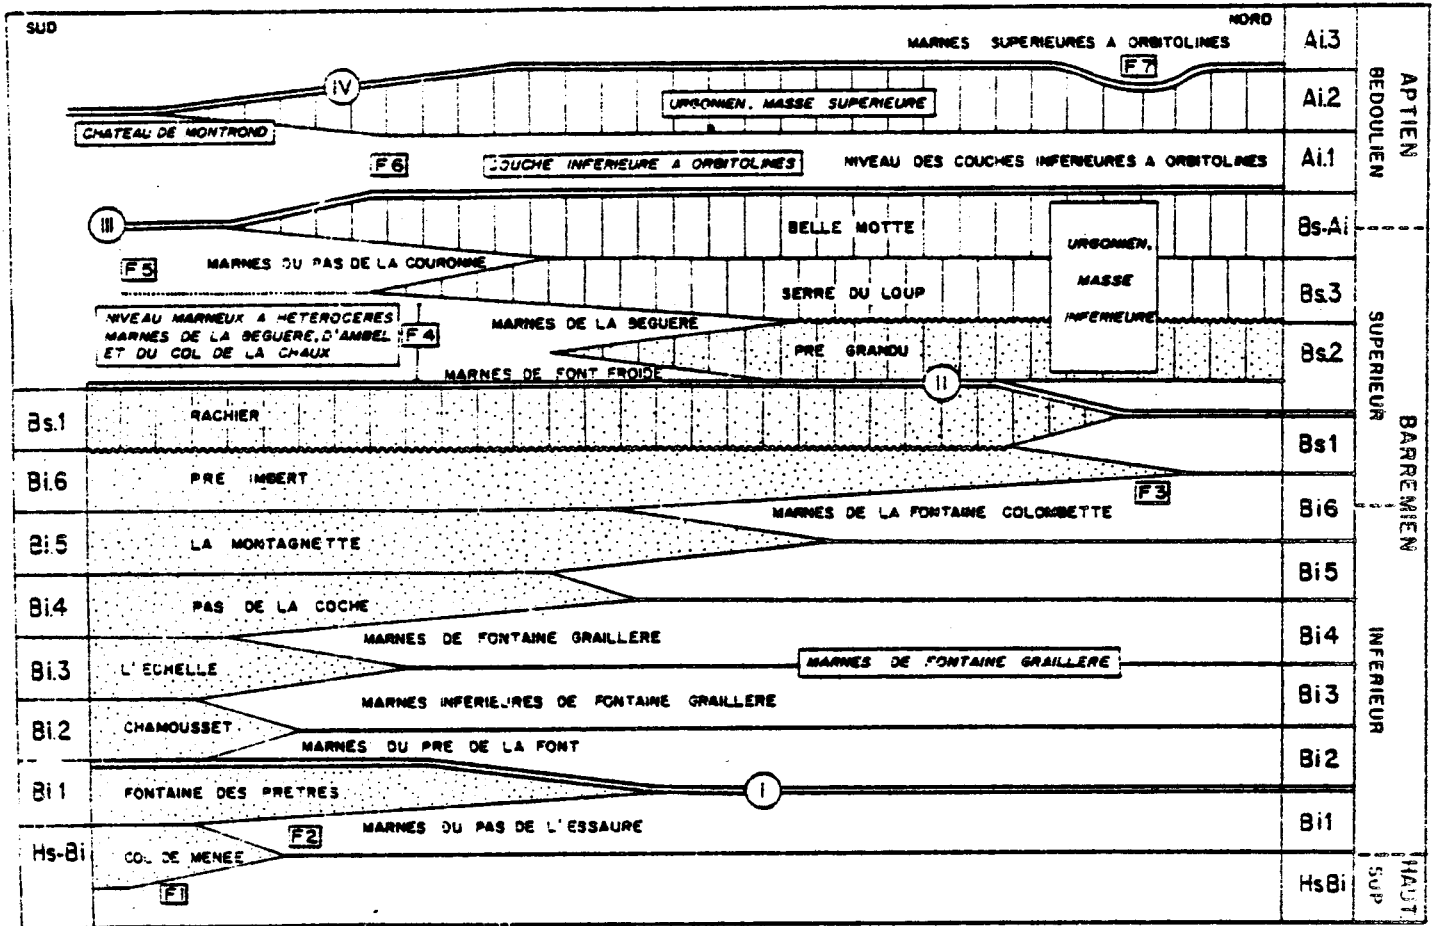 SUD
NORD
MARNES SUPERIEURES A ORBITOLINES
Ai.3
F7
IV
URGONIEN. MASSE SUPERIEURE
Ai.2
CHATEAU DE MONTROND
F6
COUCHE INFERIEURE A ORBITOLINES
NIVEAU DES COUCHES INFERIEURES A ORBITOLINES
Ai.1
BEDOULIEN
APTIEN
III
BELLE MOTTE
Bs-Ai
F5
MARNES DU PAS DE LA COURONNE
URGONIEN.
MASSE
INFERIEURE
SERRE DU LOUP
Bs.3
NIVEAU MARNEUX A HETEROCERES
MARNES DE LA SEGUERE, D'AMBEL
ET DU COL DE LA CHAUX
F4
MARNES DE LA SEGUERE
PRE GRANDU
Bs.2
MARNES DE FONT FROIDE
II
SUPERIEUR
Bs.1
RACHIER
Bs1
BARREMIEN
Bi.6
PRE IMBERT
F3
MARNES DE LA FONTAINE COLOMBETTE
Bi6
Bi.5
LA MONTAGNETTE
Bi5
Bi.4
PAS DE LA COCHE
MARNES DE FONTAINE GRAILLERE
Bi4
Bi.3
L'ECHELLE
MARNES DE FONTAINE GRAILLERE
MARNES INFERIEURES DE FONTAINE GRAILLERE
Bi3
INFERIEUR
Bi.2
CHAMOUSSET
MARNES DU PRE DE LA FONT
Bi2
Bi1
FONTAINE DES PRETRES
I
MARNES DU PAS DE L'ESSAURE
Bi1
F2
Hs-Bi
COL DE MENEE
F1
HsBi
SUP
HAUT.